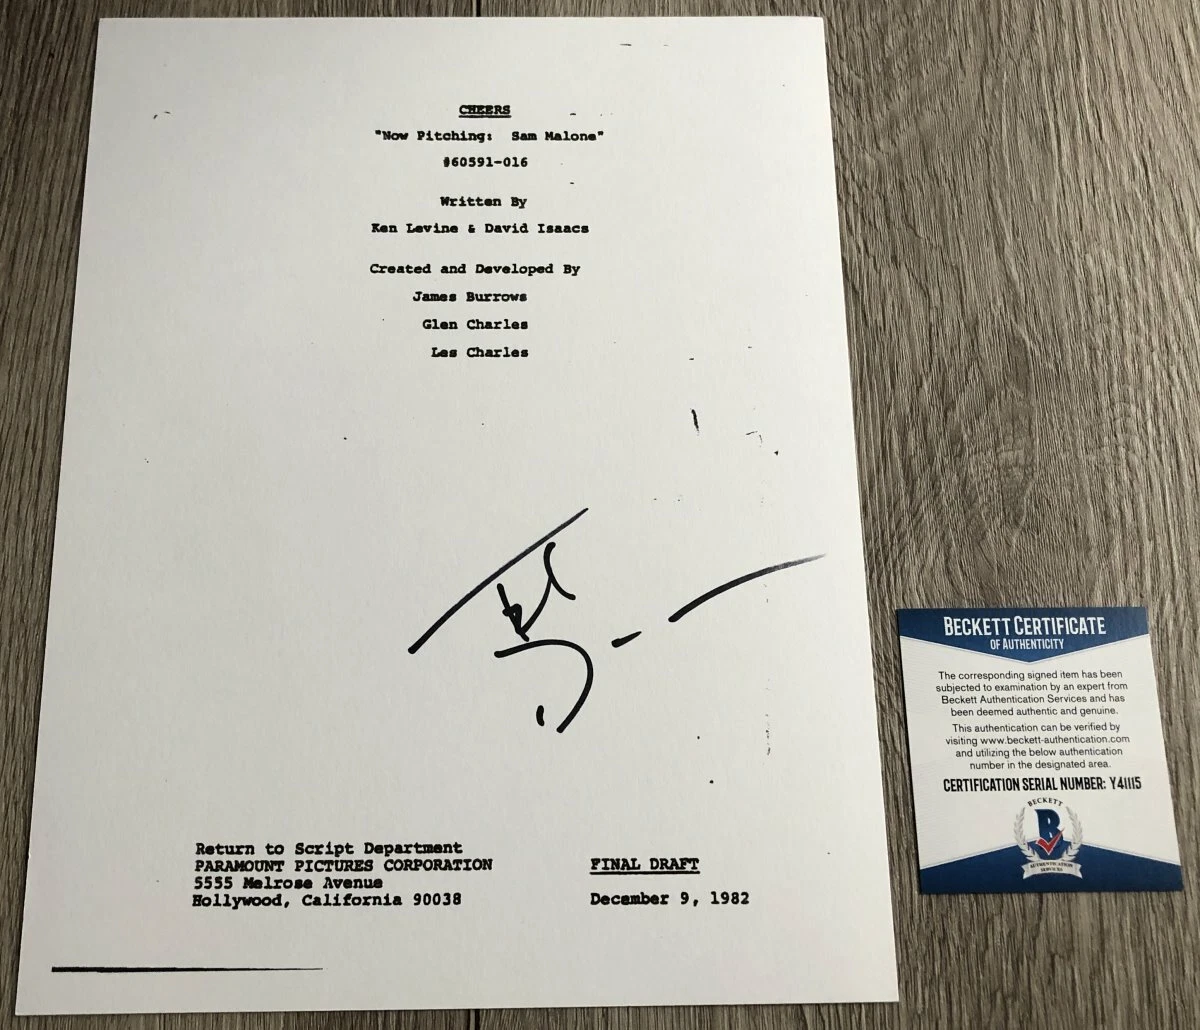 CHEERS
"Now Pitching: Sam Malone"
#60591-016
Written By
Ken Levine & David Isaacs
Created and Developed By
James Burrows
Glen Charles
Les Charles
Return to Script Department
PARAMOUNT PICTURES CORPORATION
5555 Melrose Avenue
Hollywood, California 90038
FINAL DRAFT
December 9, 1982
BECKETT CERTIFICATE
OF AUTHENTICITY
The corresponding signed item has been
subjected to examination by an expert from
Beckett Authentication Services and has
been deemed authentic and genuine.
This authentication can be verified by
visiting www.beckett-authentication.com
and utilizing the below authentication
number in the designated area.
CERTIFICATION SERIAL NUMBER: Y41115
BECKETT
B
AUTHENTICATION
SERVICES